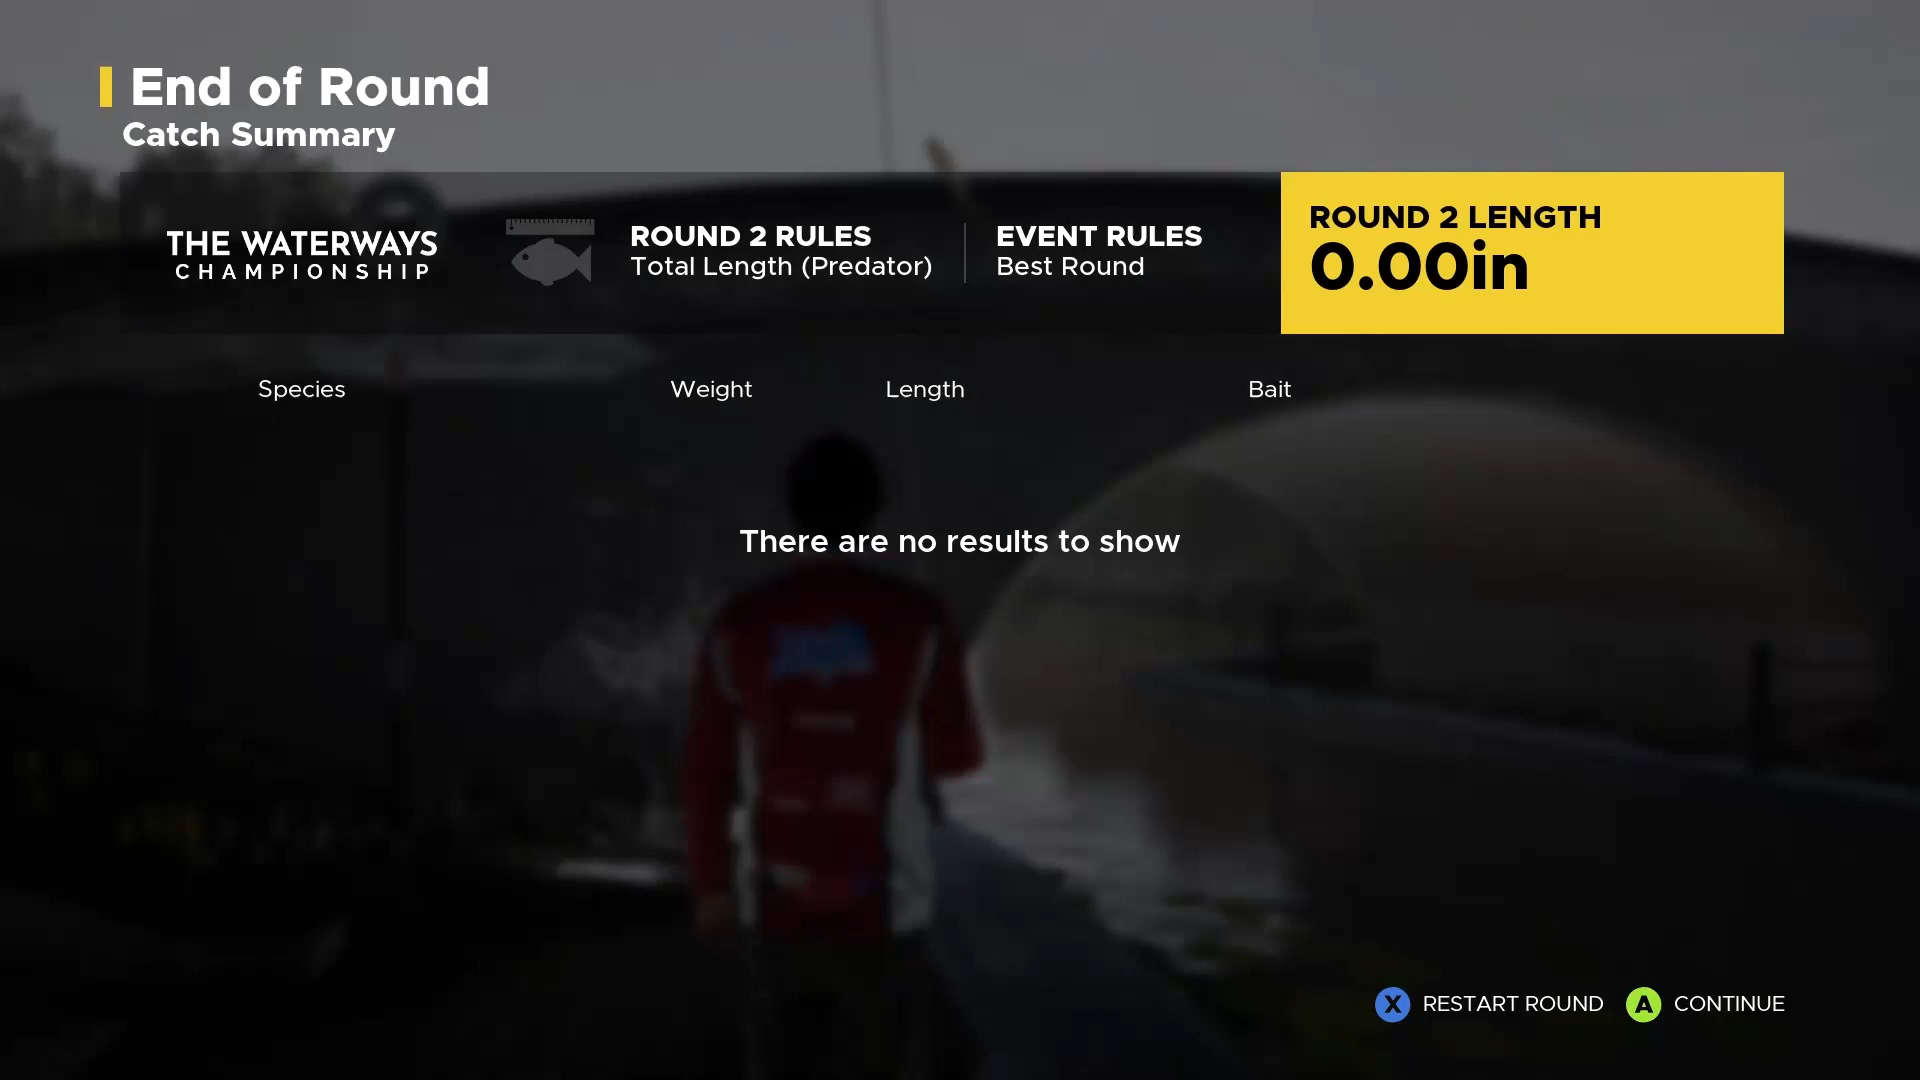 End of Round
Catch Summary
THE WATERWAYS
CHAMPIONSHIP
ROUND 2 RULES
Total Length (Predator)
EVENT RULES
Best Round
ROUND 2 LENGTH
0.00in
Species Weight Length Bait
There are no results to show
X RESTART ROUND A CONTINUE